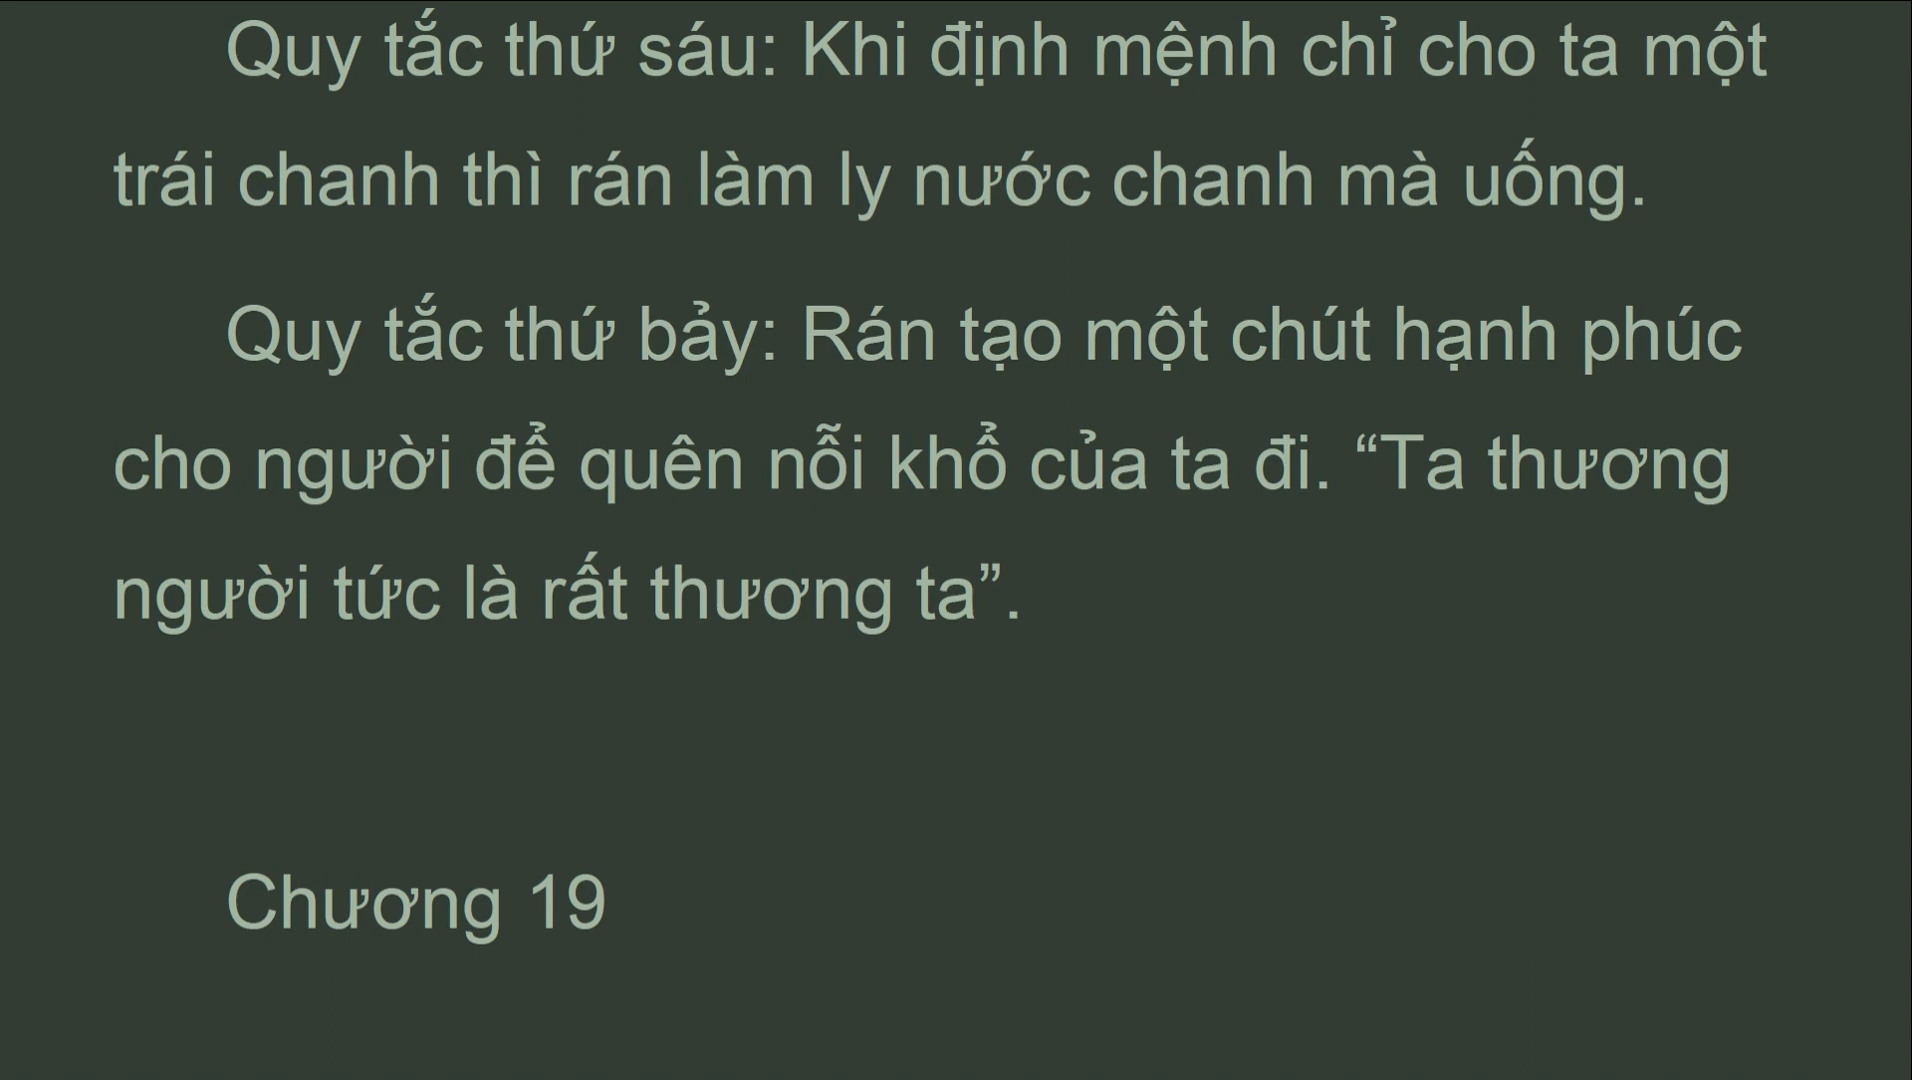 Quy tắc thứ sáu: Khi định mệnh chỉ cho ta một
trái chanh thì rán làm ly nước chanh mà uống.
Quy tắc thứ bảy: Rán tạo một chút hạnh phúc
cho người để quên nỗi khổ của ta đi. “Ta thương
người tức là rất thương ta”.
Chương 19